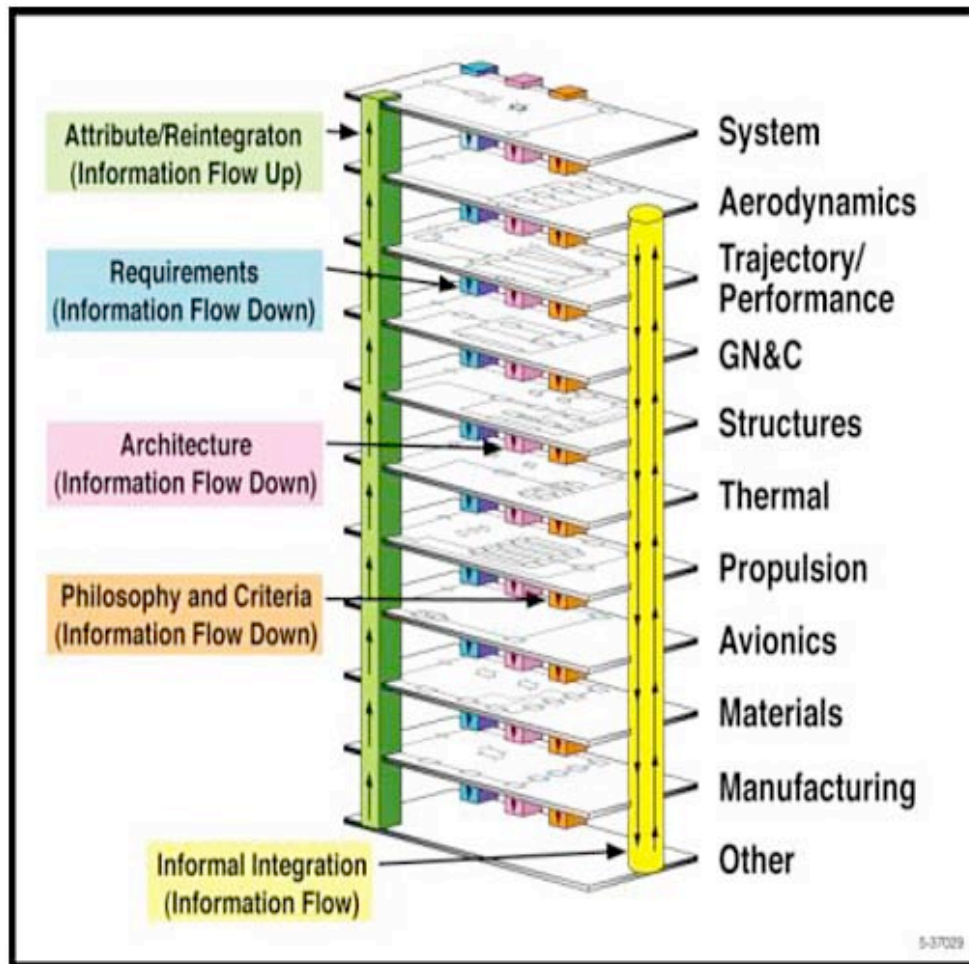 Attribute/Reintegraton
(Information Flow Up)
Requirements
(Information Flow Down)
Architecture
(Information Flow Down)
Philosophy and Criteria
(Information Flow Down)
Informal Integration
(Information Flow)
System
Aerodynamics
Trajectory/
Performance
GN&C
Structures
Thermal
Propulsion
Avionics
Materials
Manufacturing
Other
5-37029